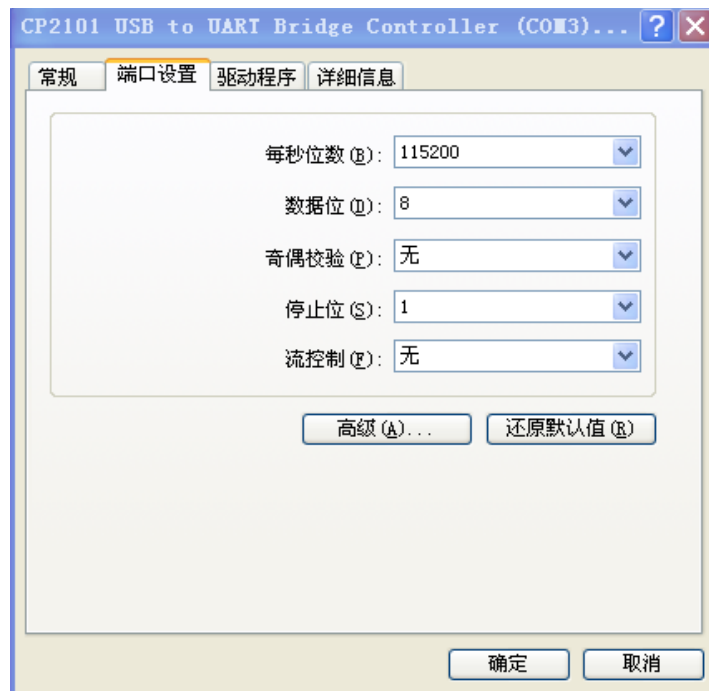 CP2101 USB to UART Bridge Controller (COM3)...
常规 端口设置 驱动程序 详细信息
每秒位数(B): 115200
数据位(D): 8
奇偶校验(P): 无
停止位(S): 1
流控制(F): 无
高级(A)... 还原默认值(R)
确定 取消